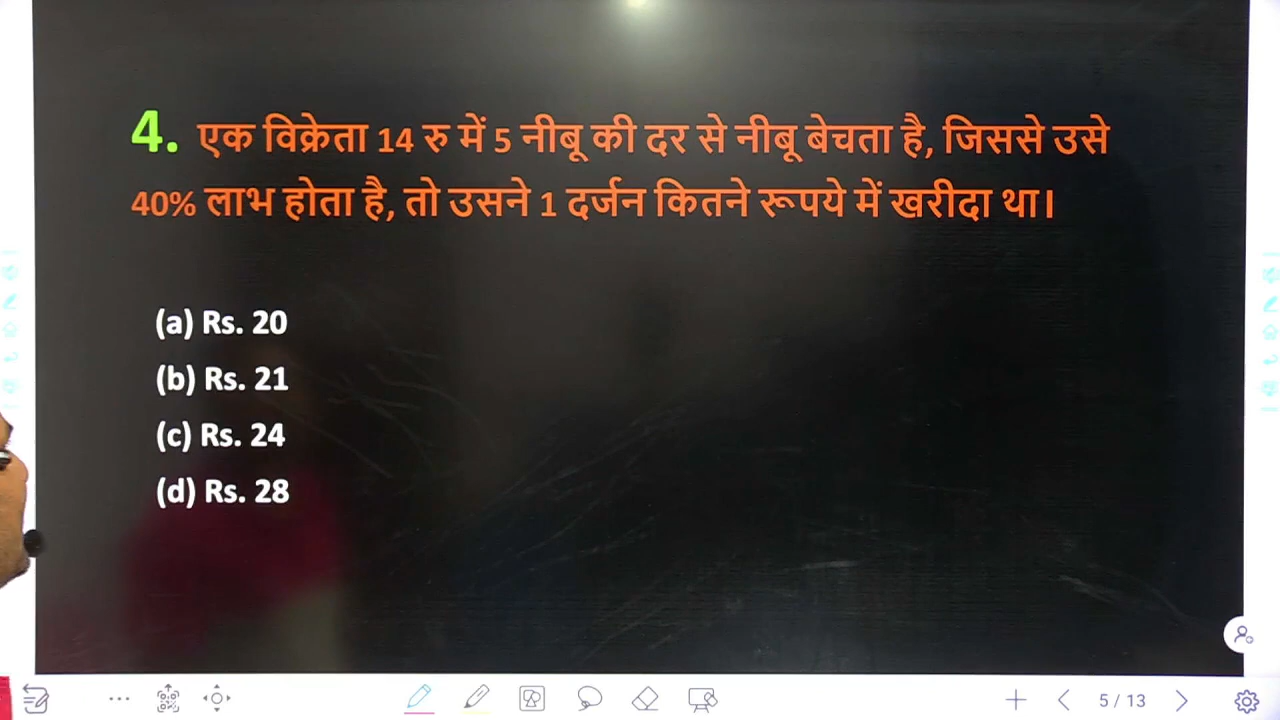 4. एक विक्रेता 14 रु में 5 नीबू की दर से नीबू बेचता है, जिससे उसे
40% लाभ होता है, तो उसने 1 दर्जन कितने रूपये में खरीदा था।
(a) Rs. 20
(b) Rs. 21
(c) Rs. 24
(d) Rs. 28
5 / 13